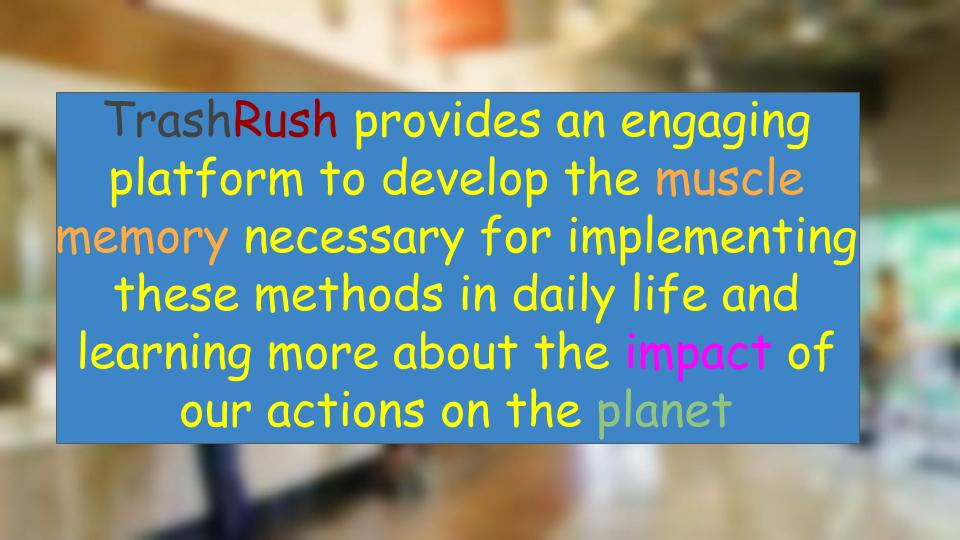 TrashRush provides an engaging
platform to develop the muscle
memory necessary for implementing
these methods in daily life and
learning more about the impact of
our actions on the planet